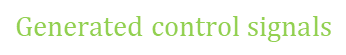 Generated control signals